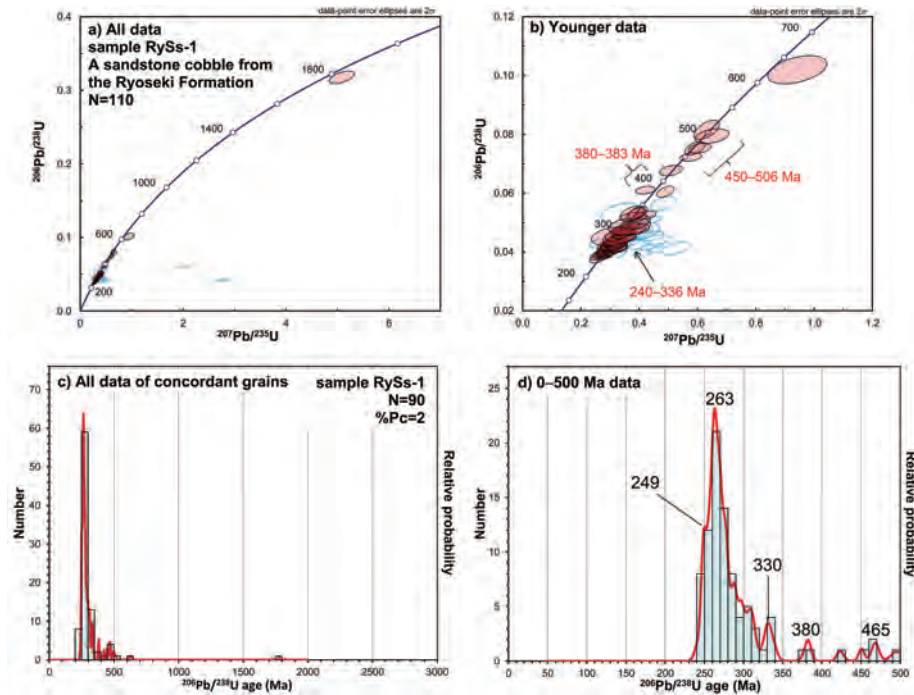 data-point error ellipses are 2σ
a) All data
sample RySs-1
A sandstone cobble from
the Ryoseki Formation
N=110
200
600
1000
1400
1800
0.0
0.1
0.2
0.3
0.4
0
2
4
6
²⁰⁶Pb/²³⁸U
²⁰⁷Pb/²³⁵U
data-point error ellipses are 2σ
b) Younger data
200
300
400
500
600
700
380–383 Ma
450–506 Ma
240–336 Ma
0.02
0.04
0.06
0.08
0.10
0.12
0.0
0.2
0.4
0.6
0.8
1.0
1.2
²⁰⁶Pb/²³⁸U
²⁰⁷Pb/²³⁵U
c) All data of concordant grains
sample RySs-1
N=90
%Pc=2
0
10
20
30
40
50
60
70
0
500
1000
1500
2000
2500
3000
Number
Relative probability
²⁰⁶Pb/²³⁸U age (Ma)
d) 0–500 Ma data
249
263
330
380
465
0
5
10
15
20
25
0
50
100
150
200
250
300
350
400
450
500
Number
Relative probability
²⁰⁶Pb/²³⁸U age (Ma)